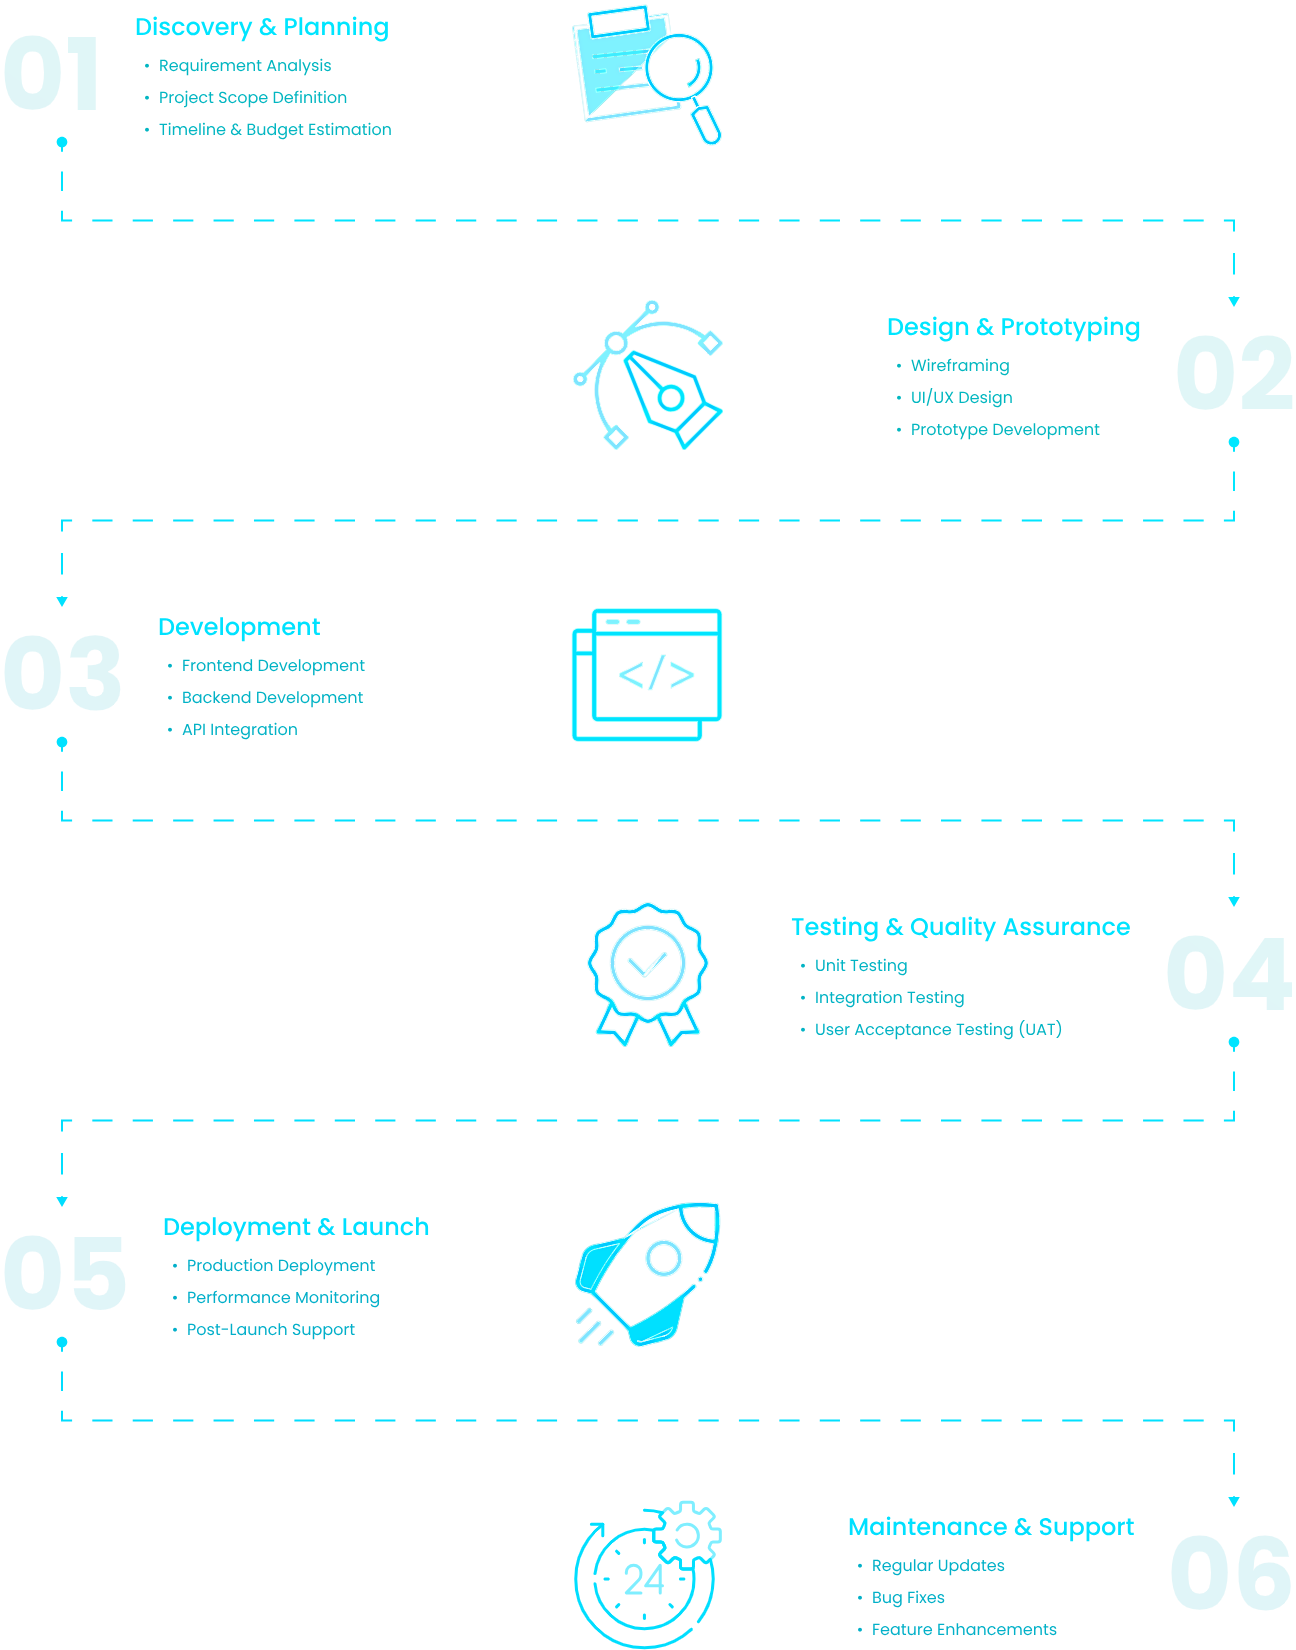 01
Discovery & Planning
• Requirement Analysis
• Project Scope Definition
• Timeline & Budget Estimation
02
Design & Prototyping
• Wireframing
• UI/UX Design
• Prototype Development
03
Development
• Frontend Development
• Backend Development
• API Integration
</>
04
Testing & Quality Assurance
• Unit Testing
• Integration Testing
• User Acceptance Testing (UAT)
05
Deployment & Launch
• Production Deployment
• Performance Monitoring
• Post-Launch Support
06
Maintenance & Support
• Regular Updates
• Bug Fixes
• Feature Enhancements
24